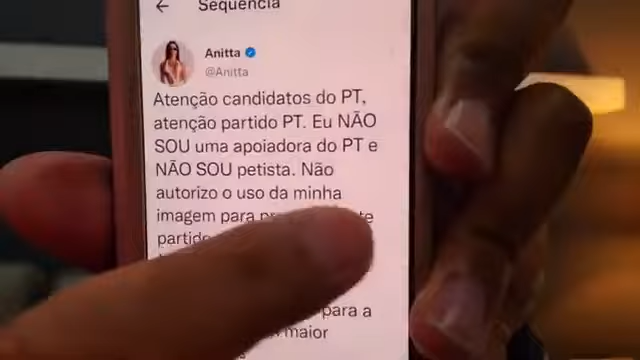 Sequência
Anitta
@Anitta
Atenção candidatos do PT,
atenção partido PT. Eu NÃO
SOU uma apoiadora do PT e
NÃO SOU petista. Não
autorizo o uso da minha
imagem para
partido
para a
maior